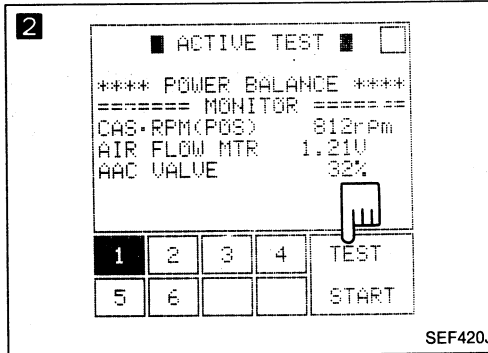 2
■ ACTIVE TEST ■
**** POWER BALANCE ****
======== MONITOR ========
CAS•RPM(POS) 812rpm
AIR FLOW MTR 1.21V
AAC VALVE 32%
1 2 3 4 TEST
5 6 START
SEF420J